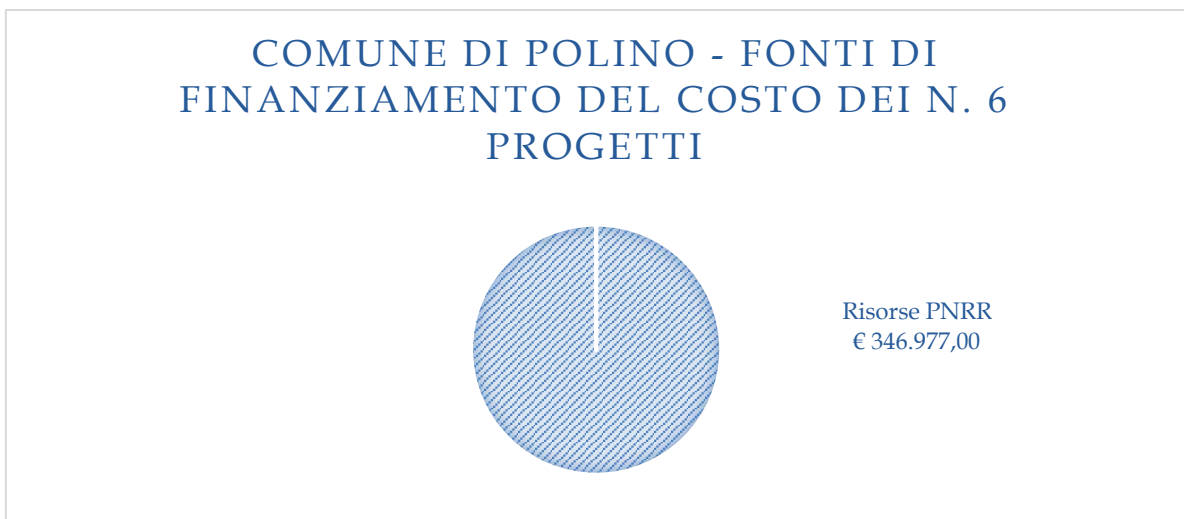 COMUNE DI POLINO - FONTI DI
FINANZIAMENTO DEL COSTO DEI N. 6
PROGETTI
Risorse PNRR
€ 346.977,00